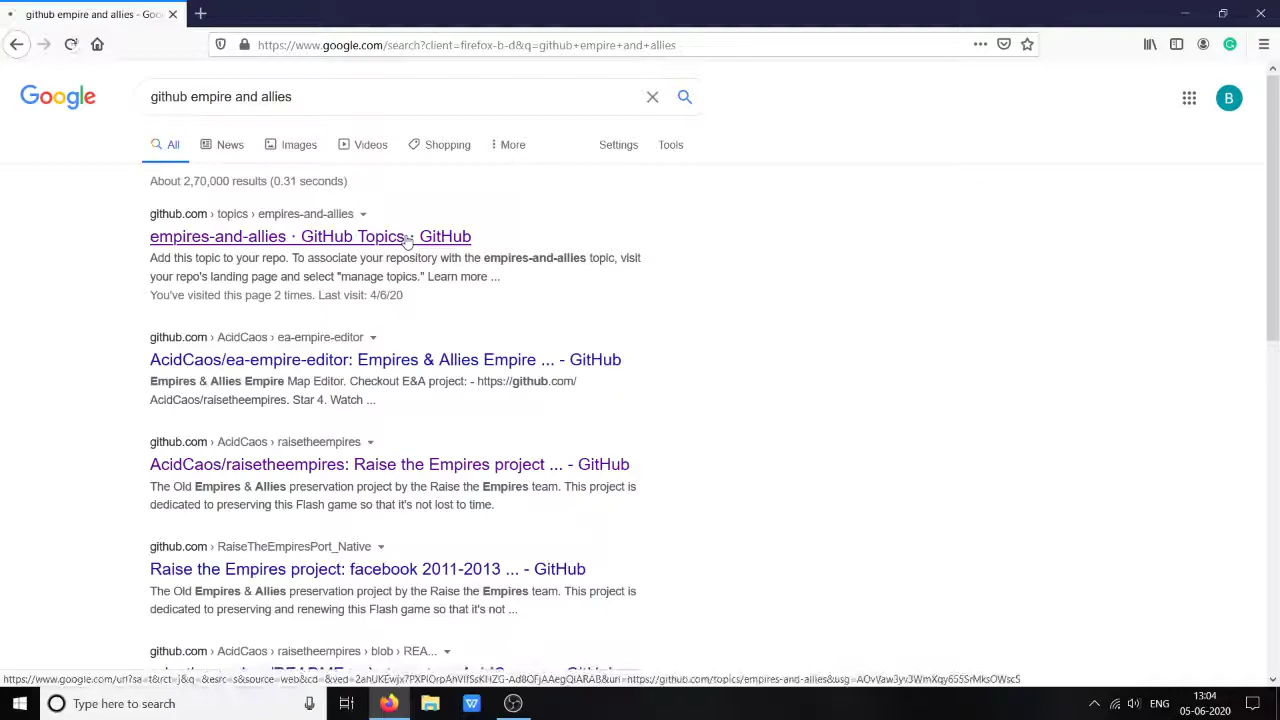 github empire and allies - Goo
https://www.google.com/search?client=firefox-b-d&q=github+empire+and+allies
Google
github empire and allies
B
All
News
Images
Videos
Shopping
More
Settings
Tools
About 2,70,000 results (0.31 seconds)
github.com › topics › empires-and-allies
empires-and-allies · GitHub Topics · GitHub
Add this topic to your repo. To associate your repository with the empires-and-allies topic, visit
your repo's landing page and select "manage topics." Learn more ...
You've visited this page 2 times. Last visit: 4/6/20
github.com › AcidCaos › ea-empire-editor
AcidCaos/ea-empire-editor: Empires & Allies Empire ... - GitHub
Empires & Allies Empire Map Editor. Checkout E&A project: - https://github.com/
AcidCaos/raisetheempires. Star 4. Watch ...
github.com › AcidCaos › raisetheempires
AcidCaos/raisetheempires: Raise the Empires project ... - GitHub
The Old Empires & Allies preservation project by the Raise the Empires team. This project is
dedicated to preserving this Flash game so that it's not lost to time.
github.com › RaiseTheEmpiresPort_Native
Raise the Empires project: facebook 2011-2013 ... - GitHub
The Old Empires & Allies preservation project by the Raise the Empires team. This project is
dedicated to preserving and renewing this Flash game so that it's not ...
github.com › AcidCaos › raisetheempires › blob › REA...
Type here to search
ENG
13:04
05-06-2020